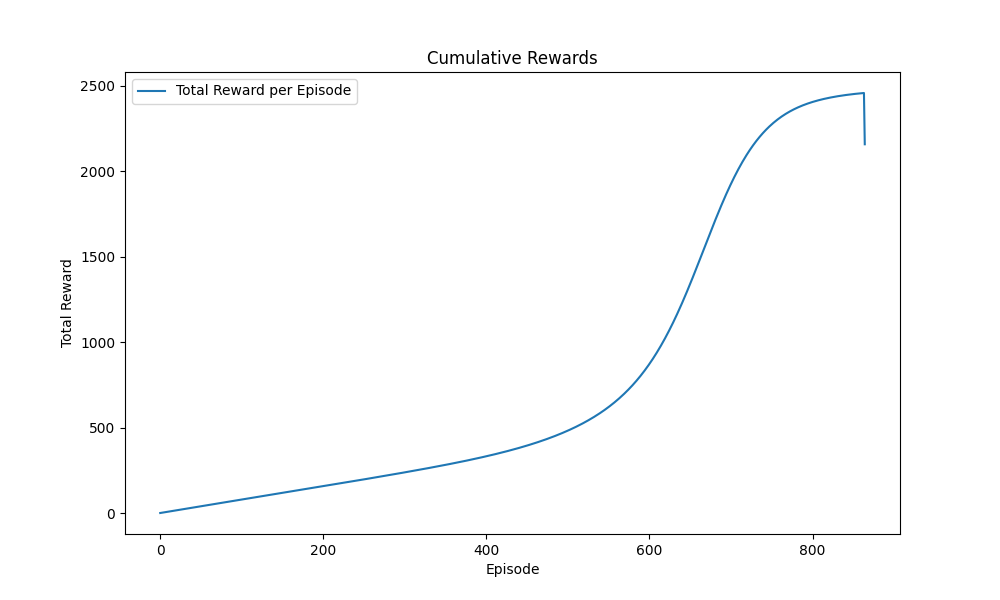 Cumulative Rewards
Total Reward per Episode
2500
2000
1500
1000
500
0
Total Reward
0 200 400 600 800
Episode